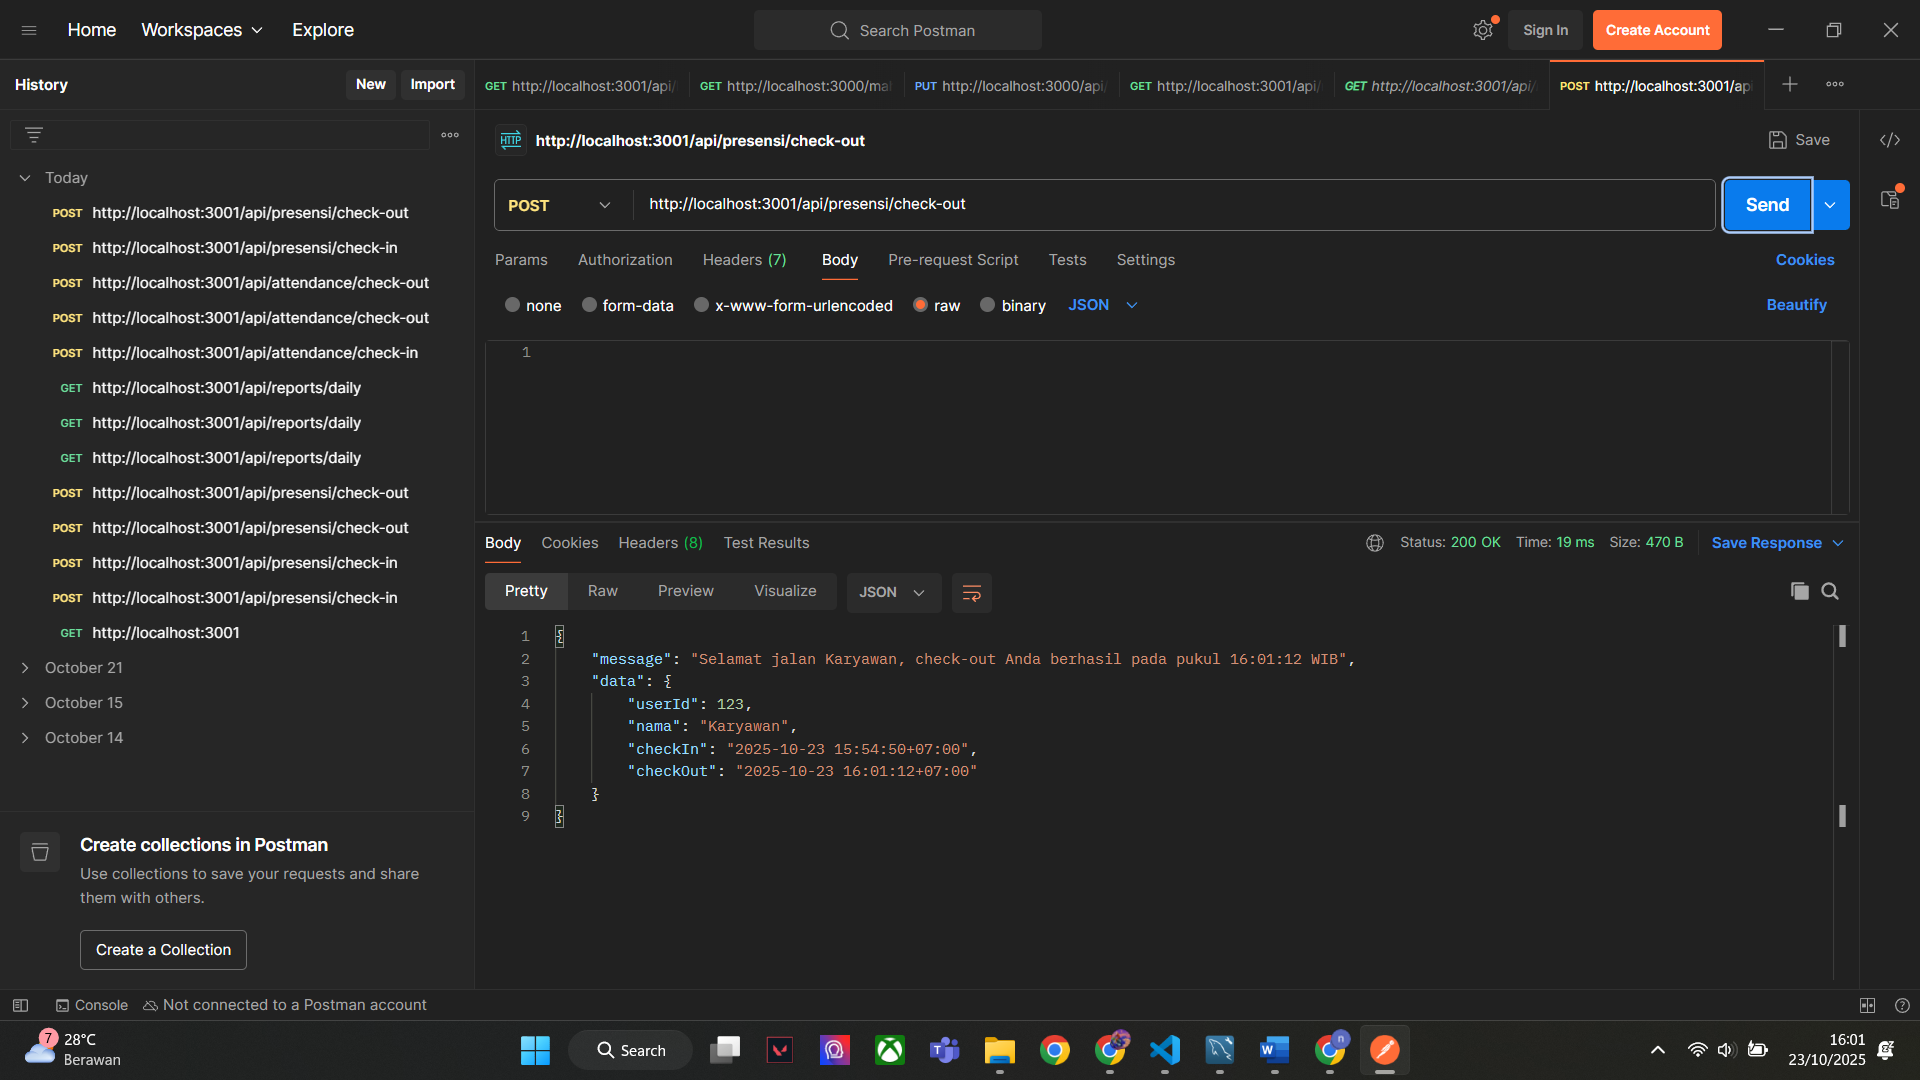 Home Workspaces Explore Search Postman Sign In Create Account
History New Import
GET http://localhost:3001/api/
GET http://localhost:3000/ma
PUT http://localhost:3000/api/
GET http://localhost:3001/api/
GET http://localhost:3001/api/
POST http://localhost:3001/ap
HTTP http://localhost:3001/api/presensi/check-out Save
Today
POST http://localhost:3001/api/presensi/check-out
POST http://localhost:3001/api/presensi/check-in
POST http://localhost:3001/api/attendance/check-out
POST http://localhost:3001/api/attendance/check-out
POST http://localhost:3001/api/attendance/check-in
GET http://localhost:3001/api/reports/daily
GET http://localhost:3001/api/reports/daily
GET http://localhost:3001/api/reports/daily
POST http://localhost:3001/api/presensi/check-out
POST http://localhost:3001/api/presensi/check-out
POST http://localhost:3001/api/presensi/check-in
POST http://localhost:3001/api/presensi/check-in
GET http://localhost:3001
October 21
October 15
October 14
Create collections in Postman
Use collections to save your requests and share
them with others.
Create a Collection
POST http://localhost:3001/api/presensi/check-out Send
Params Authorization Headers (7) Body Pre-request Script Tests Settings Cookies
none form-data x-www-form-urlencoded raw binary JSON Beautify
1
Body Cookies Headers (8) Test Results Status: 200 OK Time: 19 ms Size: 470 B Save Response
Pretty Raw Preview Visualize JSON
1 {
2 "message": "Selamat jalan Karyawan, check-out Anda berhasil pada pukul 16:01:12 WIB",
3 "data": {
4 "userId": 123,
5 "nama": "Karyawan",
6 "checkIn": "2025-10-23 15:54:50+07:00",
7 "checkOut": "2025-10-23 16:01:12+07:00"
8 }
9 }
Console Not connected to a Postman account
7 28°C
Berawan
Search
n
16:01
23/10/2025